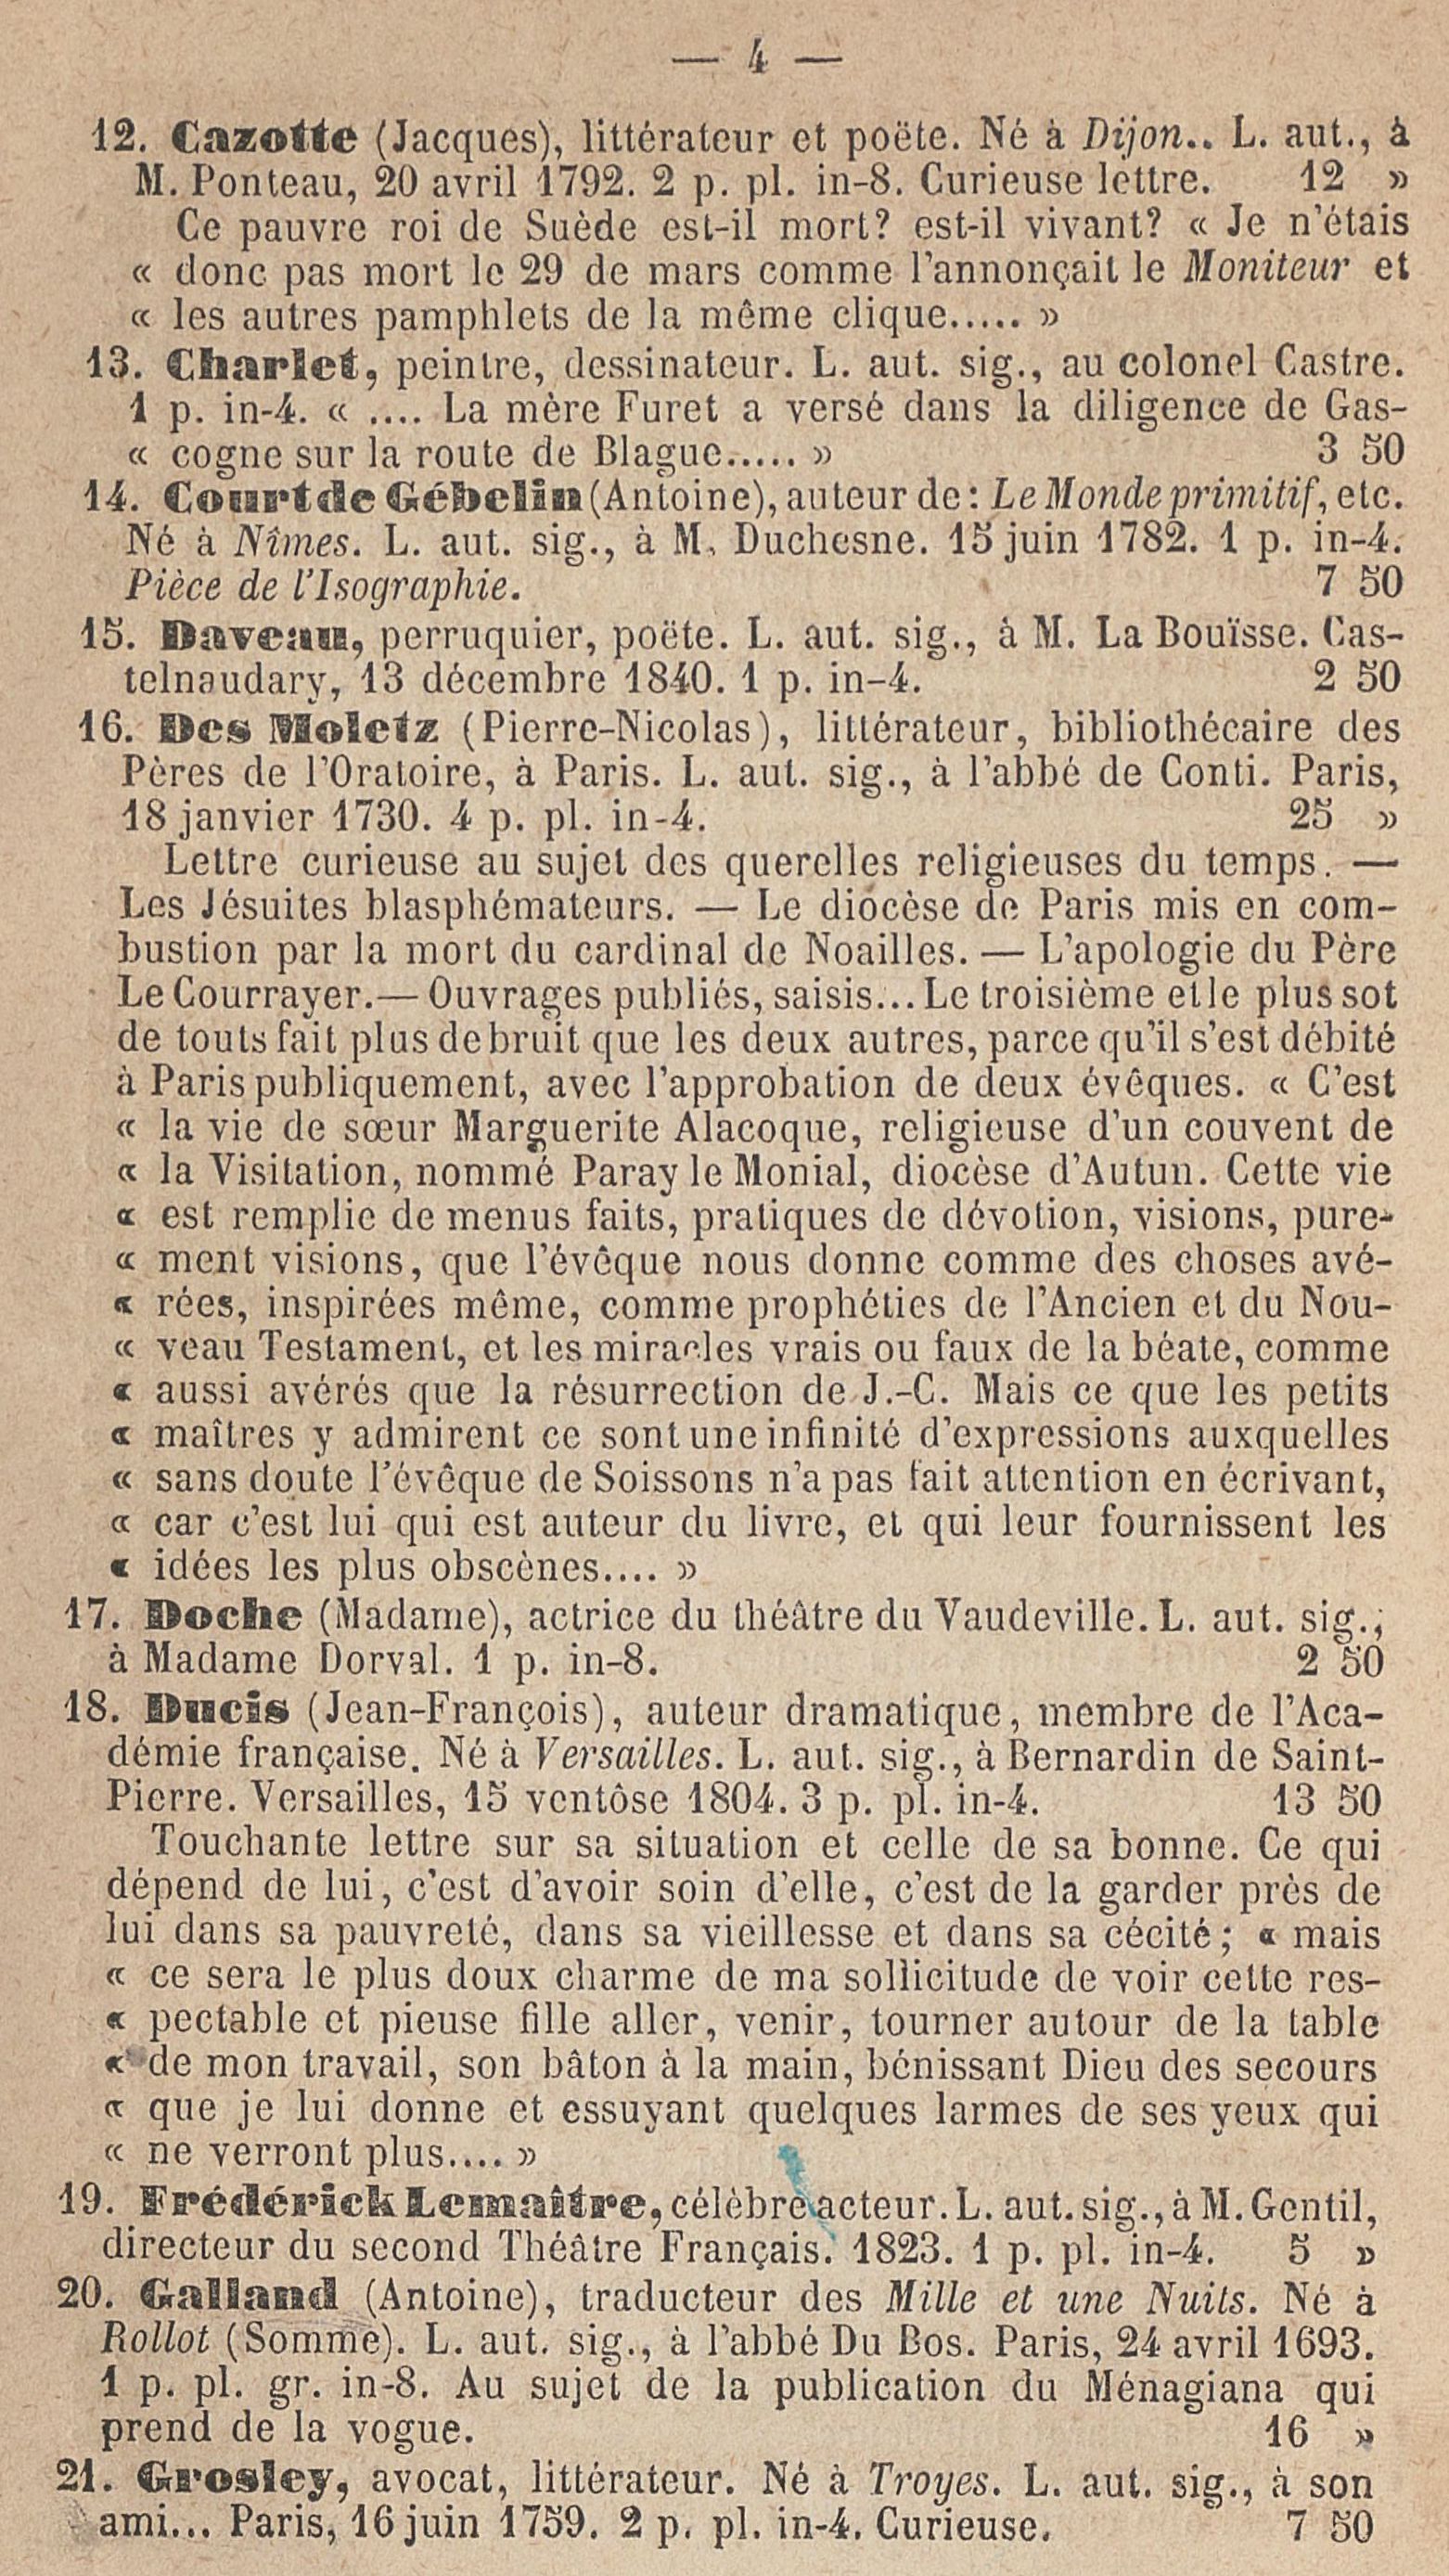 — 4 —
12. Cazotte (Jacques), littérateur et poëte. Né à Dijon.. L. aut., à
M. Ponteau, 20 avril 1792. 2 p. pl. in-8. Curieuse lettre. 12 »
Ce pauvre roi de Suède est-il mort? est-il vivant? « Je n'étais
« donc pas mort le 29 de mars comme l'annonçait le Moniteur et
« les autres pamphlets de la même clique..... »
13. Charlet, peintre, dessinateur. L. aut. sig., au colonel Castre.
1 p. in-4. « .... La mère Furet a versé dans la diligence de Gas-
« cogne sur la route de Blague..... » 3 50
14. Court de Gébelin (Antoine), auteur de: Le Monde primitif, etc.
Né à Nîmes. L. aut. sig., à M. Duchesne. 15 juin 1782. 1 p. in-4.
Pièce de l'Isographie. 7 50
15. Daveau, perruquier, poëte. L. aut. sig., à M. La Bouïsse. Cas-
telnaudary, 13 décembre 1840. 1 p. in-4. 2 50
16. Des Moletz (Pierre-Nicolas), littérateur, bibliothécaire des
Pères de l'Oratoire, à Paris. L. aut. sig., à l'abbé de Conti. Paris,
18 janvier 1730. 4 p. pl. in-4. 25 »
Lettre curieuse au sujet des querelles religieuses du temps. —
Les Jésuites blasphémateurs. — Le diocèse de Paris mis en com-
bustion par la mort du cardinal de Noailles. — L'apologie du Père
Le Courrayer. — Ouvrages publiés, saisis... Le troisième et le plus sot
de touts fait plus de bruit que les deux autres, parce qu'il s'est débité
à Paris publiquement, avec l'approbation de deux évêques. « C'est
« la vie de sœur Marguerite Alacoque, religieuse d'un couvent de
« la Visitation, nommé Paray le Monial, diocèse d'Autun. Cette vie
« est remplie de menus faits, pratiques de dévotion, visions, pure-
« ment visions, que l'évêque nous donne comme des choses avé-
« rées, inspirées même, comme prophéties de l'Ancien et du Nou-
« veau Testament, et les miracles vrais ou faux de la béate, comme
« aussi avérés que la résurrection de J.-C. Mais ce que les petits
« maîtres y admirent ce sont une infinité d'expressions auxquelles
« sans doute l'évêque de Soissons n'a pas fait attention en écrivant,
« car c'est lui qui est auteur du livre, et qui leur fournissent les
« idées les plus obscènes.... »
17. Doche (Madame), actrice du théâtre du Vaudeville. L. aut. sig.,
à Madame Dorval. 1 p. in-8. 2 50
18. Ducis (Jean-François), auteur dramatique, membre de l'Aca-
démie française. Né à Versailles. L. aut. sig., à Bernardin de Saint-
Pierre. Versailles, 15 ventôse 1804. 3 p. pl. in-4. 13 50
Touchante lettre sur sa situation et celle de sa bonne. Ce qui
dépend de lui, c'est d'avoir soin d'elle, c'est de la garder près de
lui dans sa pauvreté, dans sa vieillesse et dans sa cécité; « mais
« ce sera le plus doux charme de ma sollicitude de voir cette res-
« pectable et pieuse fille aller, venir, tourner autour de la table
« de mon travail, son bâton à la main, bénissant Dieu des secours
« que je lui donne et essuyant quelques larmes de ses yeux qui
« ne verront plus.... »
19. Frédérick Lemaître, célèbre acteur. L. aut. sig., à M. Gentil,
directeur du second Théâtre Français. 1823. 1 p. pl. in-4. 5 »
20. Galland (Antoine), traducteur des Mille et une Nuits. Né à
Rollot (Somme). L. aut. sig., à l'abbé Du Bos. Paris, 24 avril 1693.
1 p. pl. gr. in-8. Au sujet de la publication du Ménagiana qui
prend de la vogue. 16 »
21. Grosley, avocat, littérateur. Né à Troyes. L. aut. sig., à son
ami... Paris, 16 juin 1759. 2 p. pl. in-4. Curieuse. 7 50